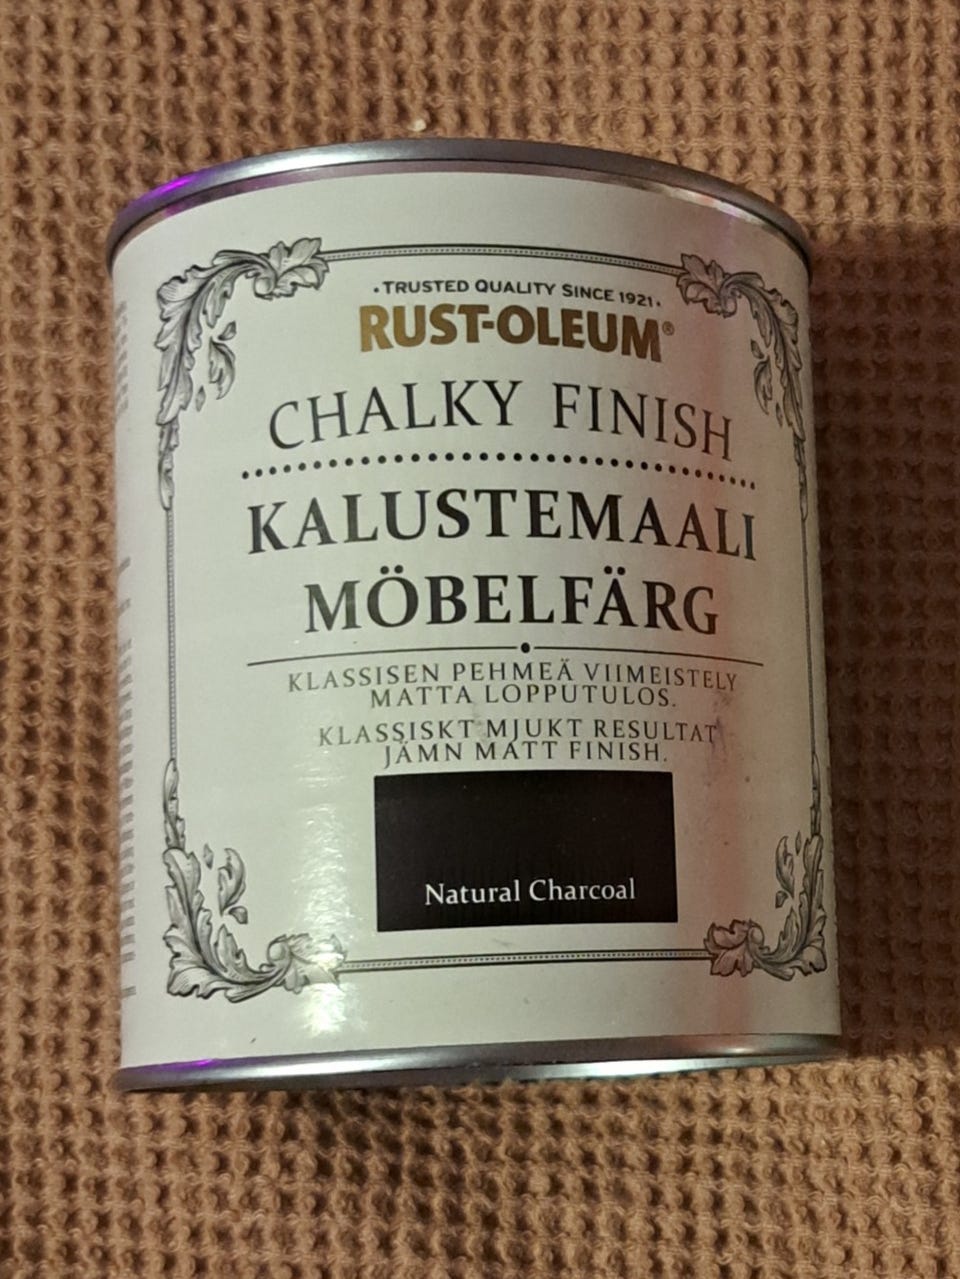 •TRUSTED QUALITY SINCE 1921•
RUST-OLEUM®
CHALKY FINISH
KALUSTEMAALI
MÖBELFÄRG
KLASSISEN PEHMEÄ VIIMEISTELY
MATTA LOPPUTULOS.
KLASSISKT MJUKT RESULTAT
JÄMN MATT FINISH.
Natural Charcoal